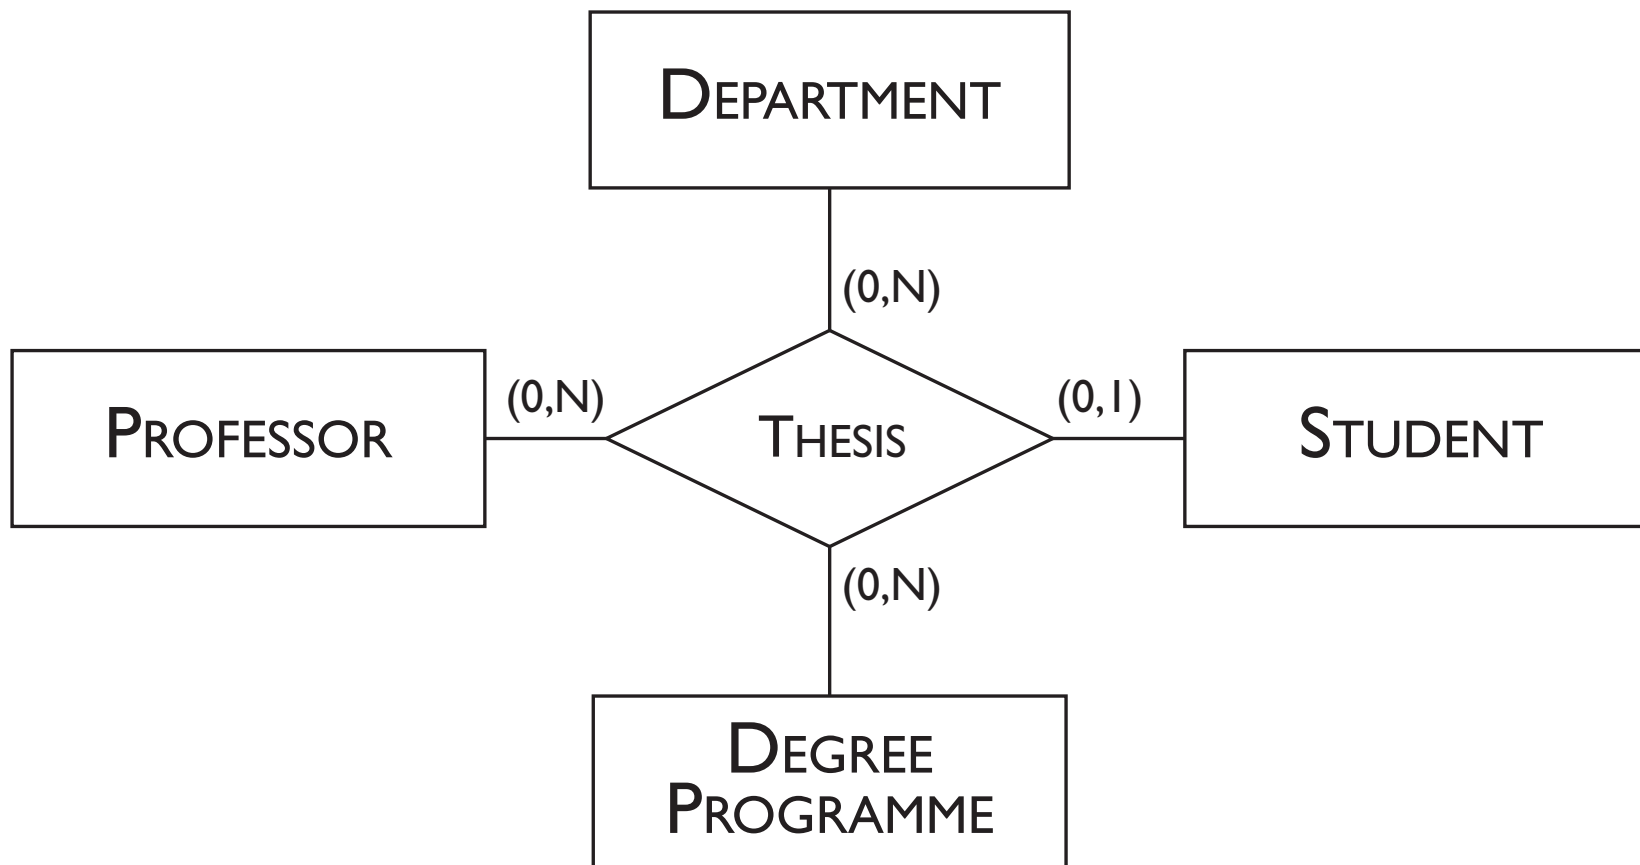 DEPARTMENT
(0,N)
PROFESSOR
(0,N)
THESIS
(0,1)
STUDENT
(0,N)
DEGREE
PROGRAMME